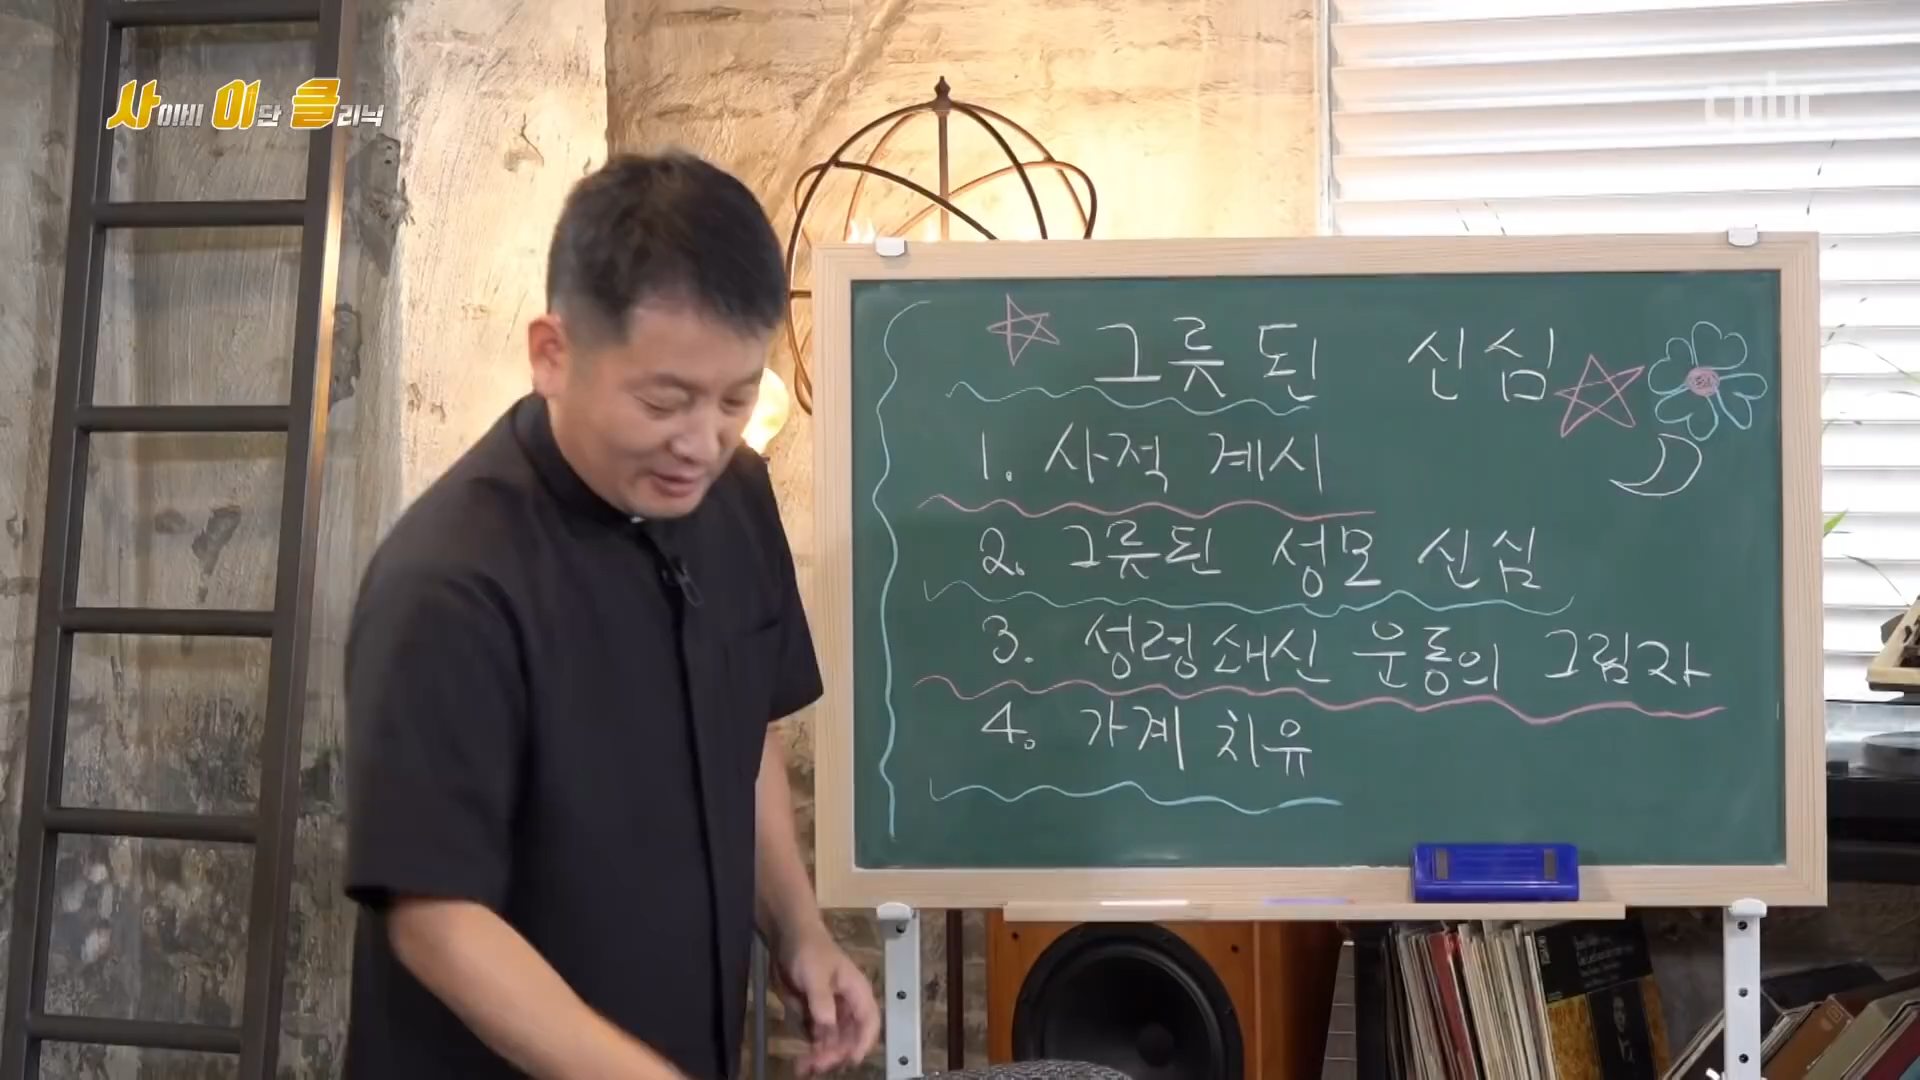 사이비 이단 클리닉
cpbc
그릇된 신심
1. 사적 계시
2. 그릇된 성모 신심
3. 성령쇄신 운동의 그림자
4. 가계 치유